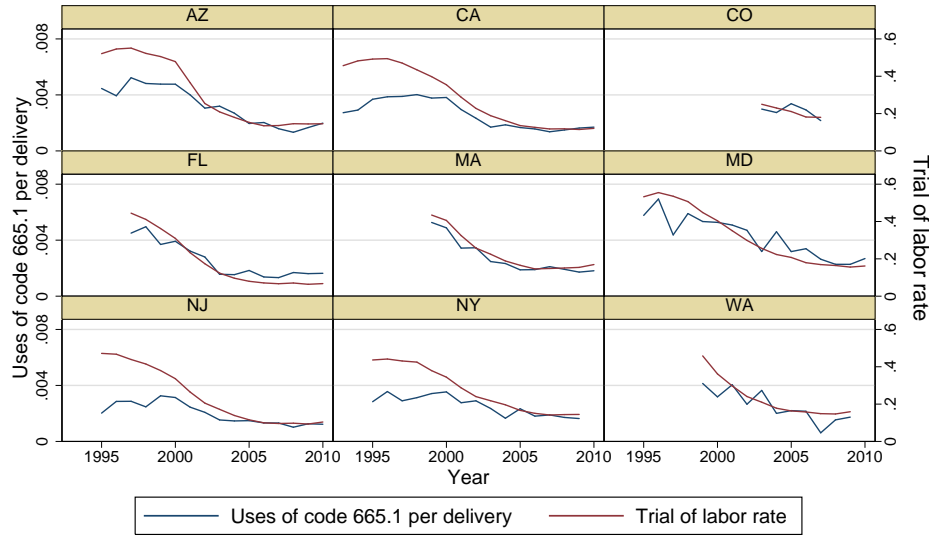 AZ CA CO
.008
.004
0
.6
.4
.2
0
FL MA MD
.008
.004
0
.6
.4
.2
0
NJ NY WA
.008
.004
0
.6
.4
.2
0
1995 2000 2005 2010 1995 2000 2005 2010 1995 2000 2005 2010
Uses of code 665.1 per delivery
Trial of labor rate
Year
Uses of code 665.1 per delivery Trial of labor rate